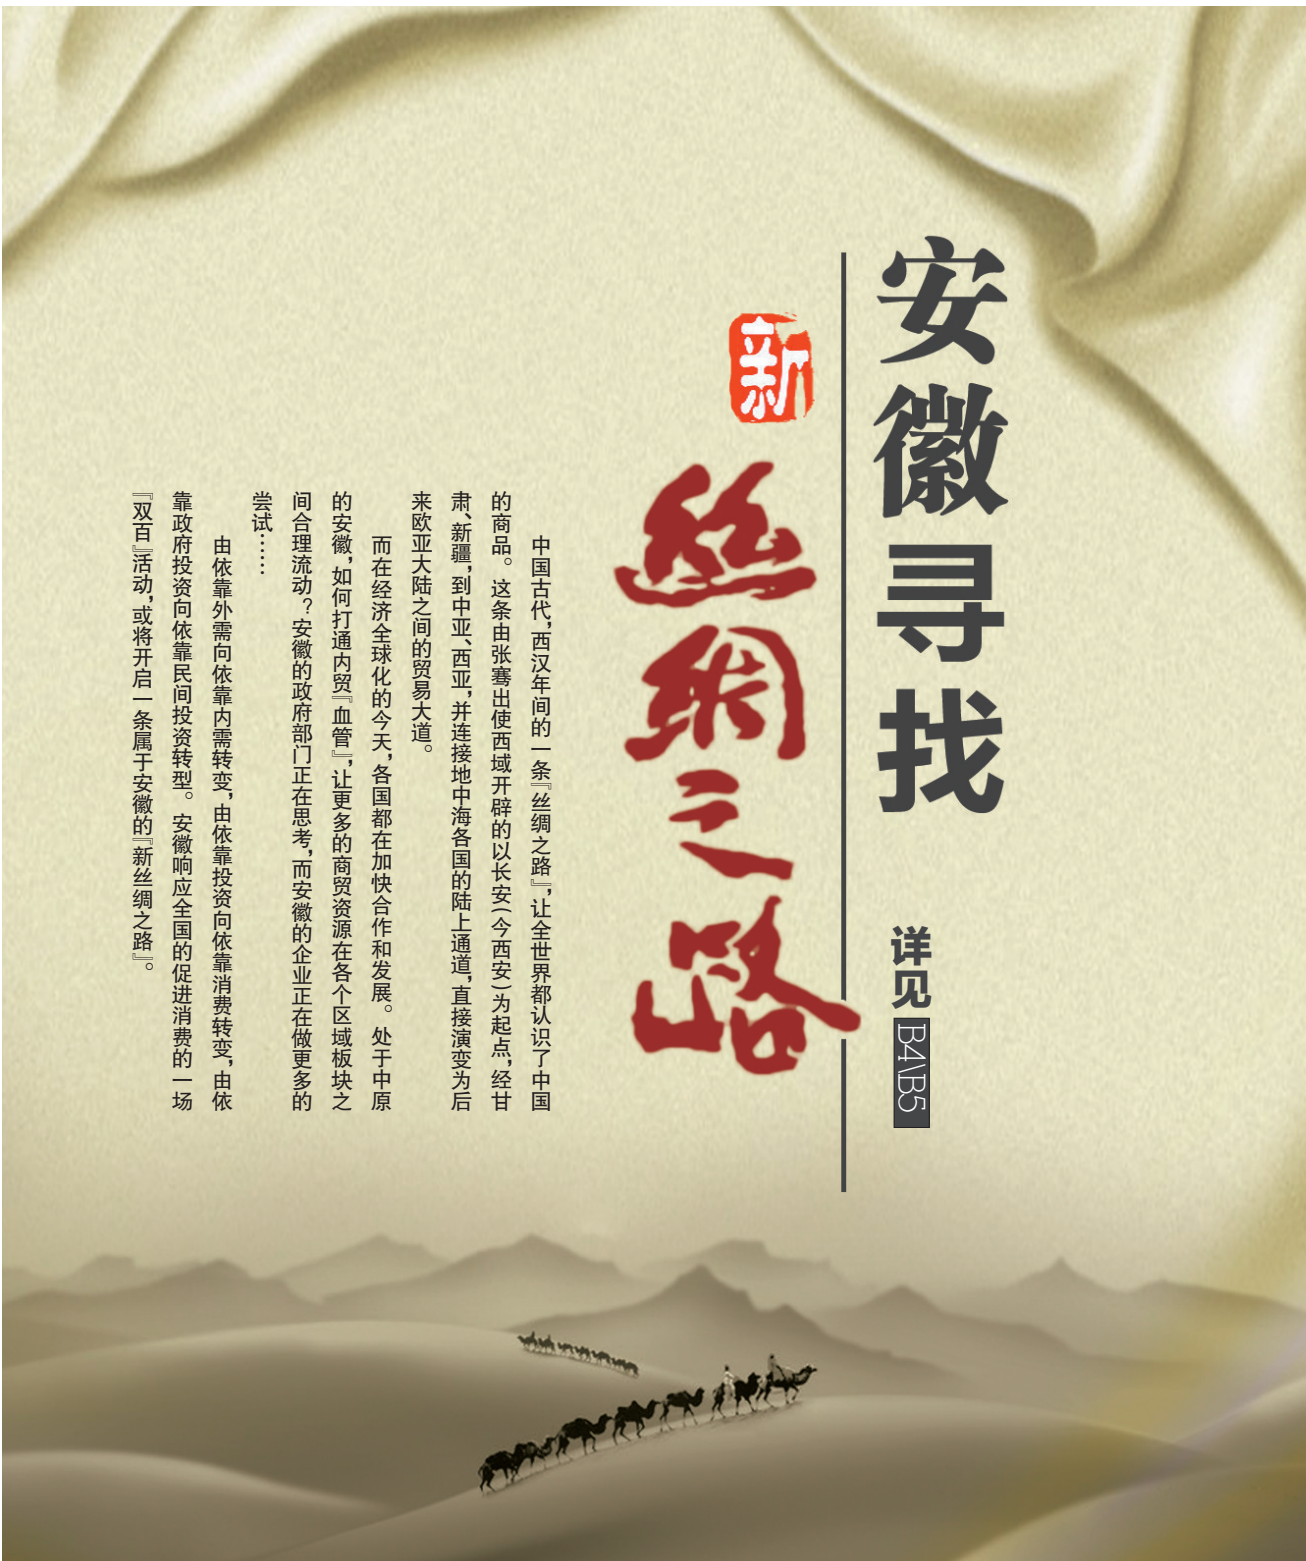 安徽寻找
详见
B4\B5
新
丝绸之路
中国古代,西汉年间的一条『丝绸之路』,让全世界都认识了中国
的商品。这条由张骞出使西域开辟的以长安(今西安)为起点,经甘
肃、新疆,到中亚、西亚,并连接地中海各国的陆上通道,直接演变为后
来欧亚大陆之间的贸易大道。
而在经济全球化的今天,各国都在加快合作和发展。处于中原
的安徽,如何打通内贸『血管』,让更多的商贸资源在各个区域板块之
间合理流动?安徽的政府部门正在思考,而安徽的企业正在做更多的
尝试……
由依靠外需向依靠内需转变,由依靠投资向依靠消费转变,由依
靠政府投资向依靠民间投资转型。安徽响应全国的促进消费的一场
『双百』活动,或将开启一条属于安徽的『新丝绸之路』。